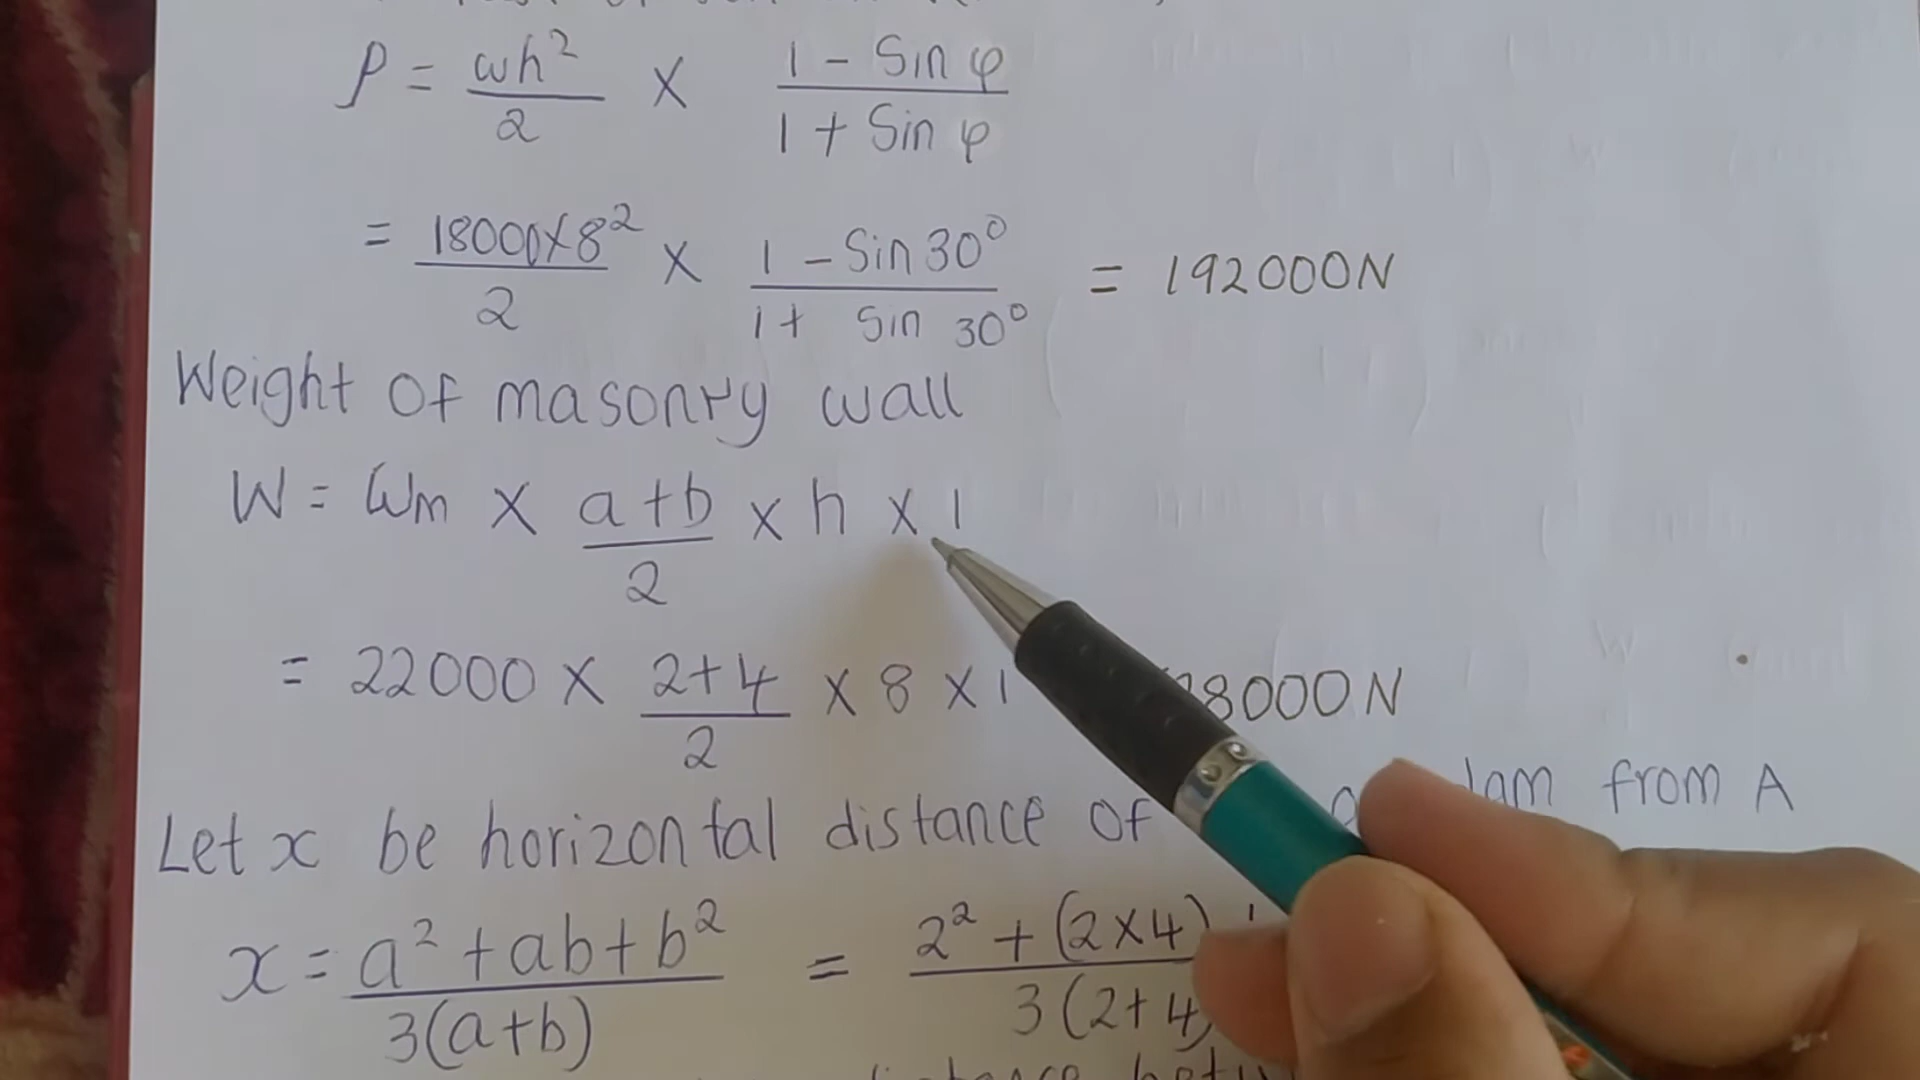 P = wh² / 2 × 1 - Sin φ / 1 + Sin φ
= 18000×8² / 2 × 1 - Sin 30° / 1 + Sin 30° = 192000N
Weight of masonry wall
W = Wm × a+b / 2 × h × 1
= 22000 × 2+4 / 2 × 8 × 1 8000N
Let x be horizontal distance of from A
x = a² + ab + b² / 3(a+b) = 2² + (2×4) / 3(2+4)
distance